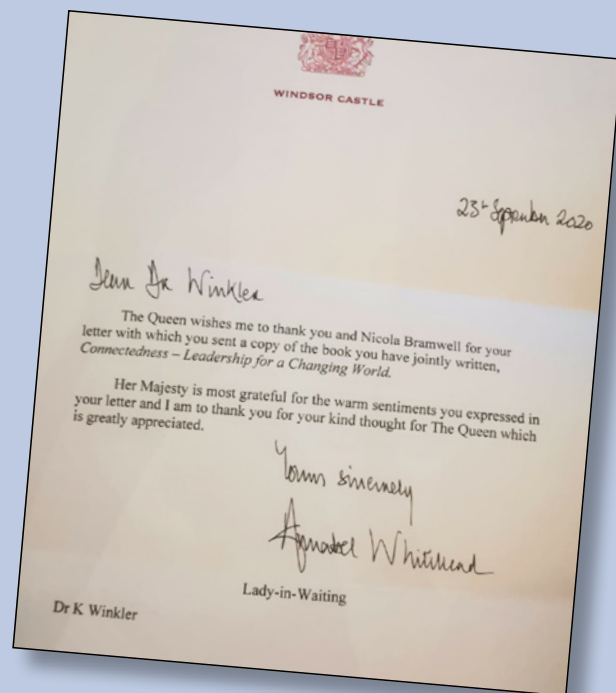 WINDSOR CASTLE
23rd September 2020
Dear Dr Winkler
The Queen wishes me to thank you and Nicola Bramwell for your
letter with which you sent a copy of the book you have jointly written,
Connectedness – Leadership for a Changing World.
Her Majesty is most grateful for the warm sentiments you expressed in
your letter and I am to thank you for your kind thought for The Queen which
is greatly appreciated.
Yours sincerely
Annabel Whitehead
Lady-in-Waiting
Dr K Winkler